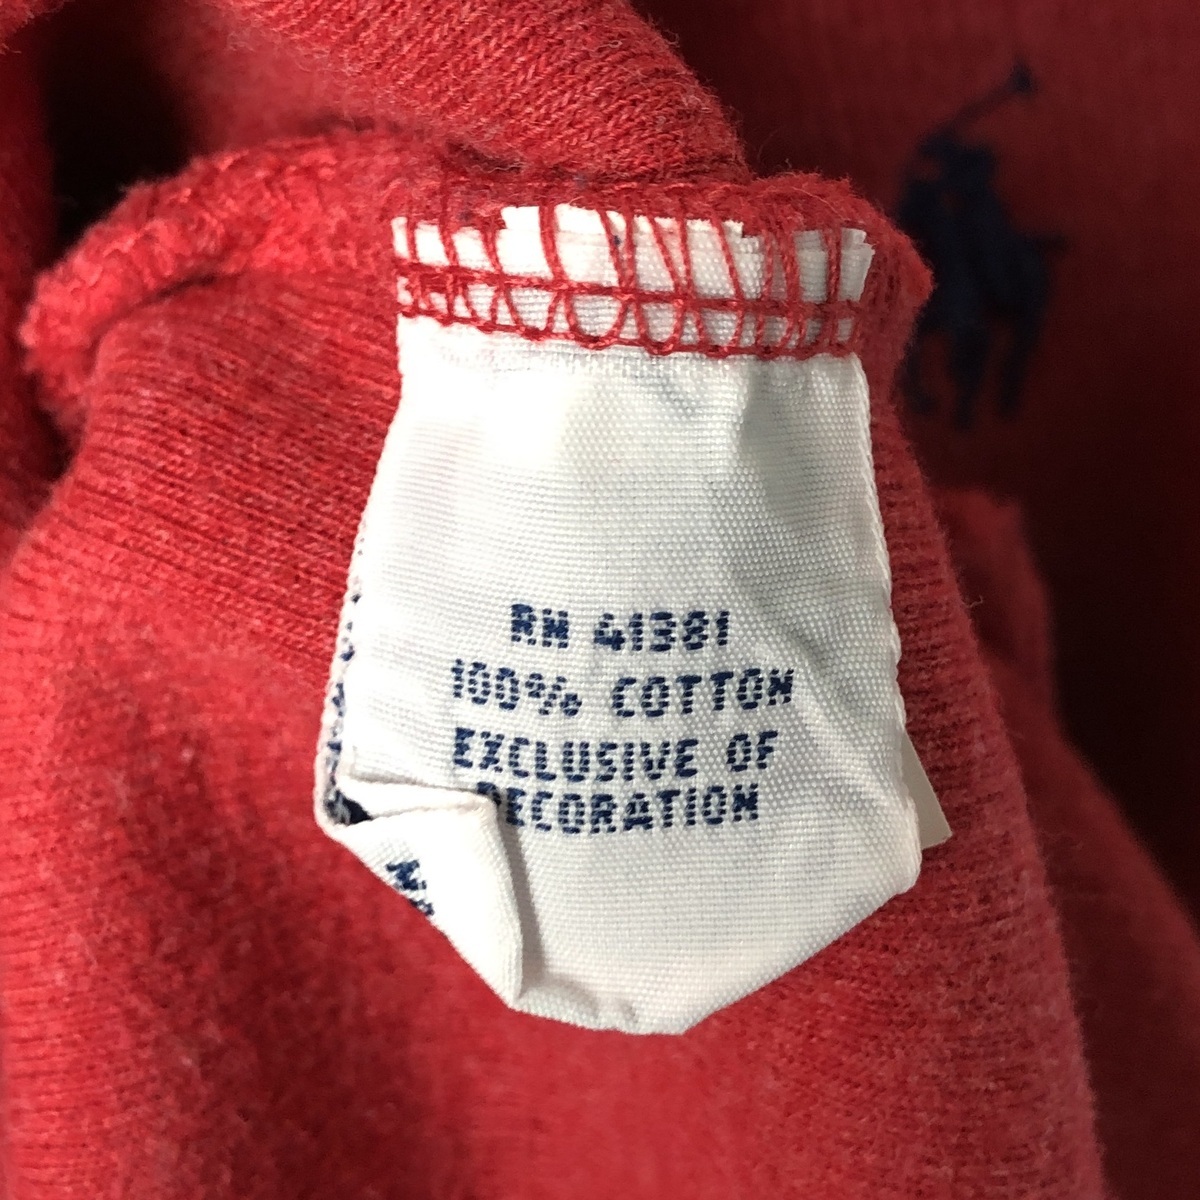 RN 41381
100% COTTON
EXCLUSIVE OF
DECORATION